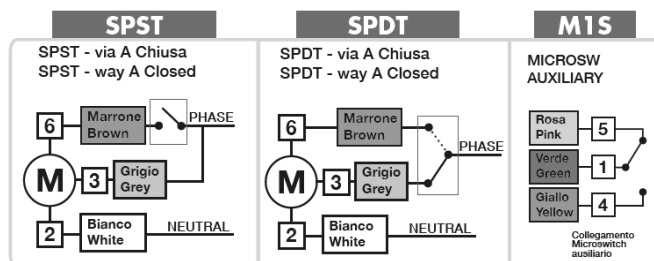 SPST
SPST - via A Chiusa
SPST - way A Closed
6
Marrone
Brown
PHASE
M
3
Grigio
Grey
2
Bianco
White
NEUTRAL
SPDT
SPDT - via A Chiusa
SPDT - way A Closed
6
Marrone
Brown
PHASE
M
3
Grigio
Grey
2
Bianco
White
NEUTRAL
M1S
MICROSW
AUXILIARY
Rosa
Pink
5
Verde
Green
1
Giallo
Yellow
4
Collegamento
Microswitch
ausiliario